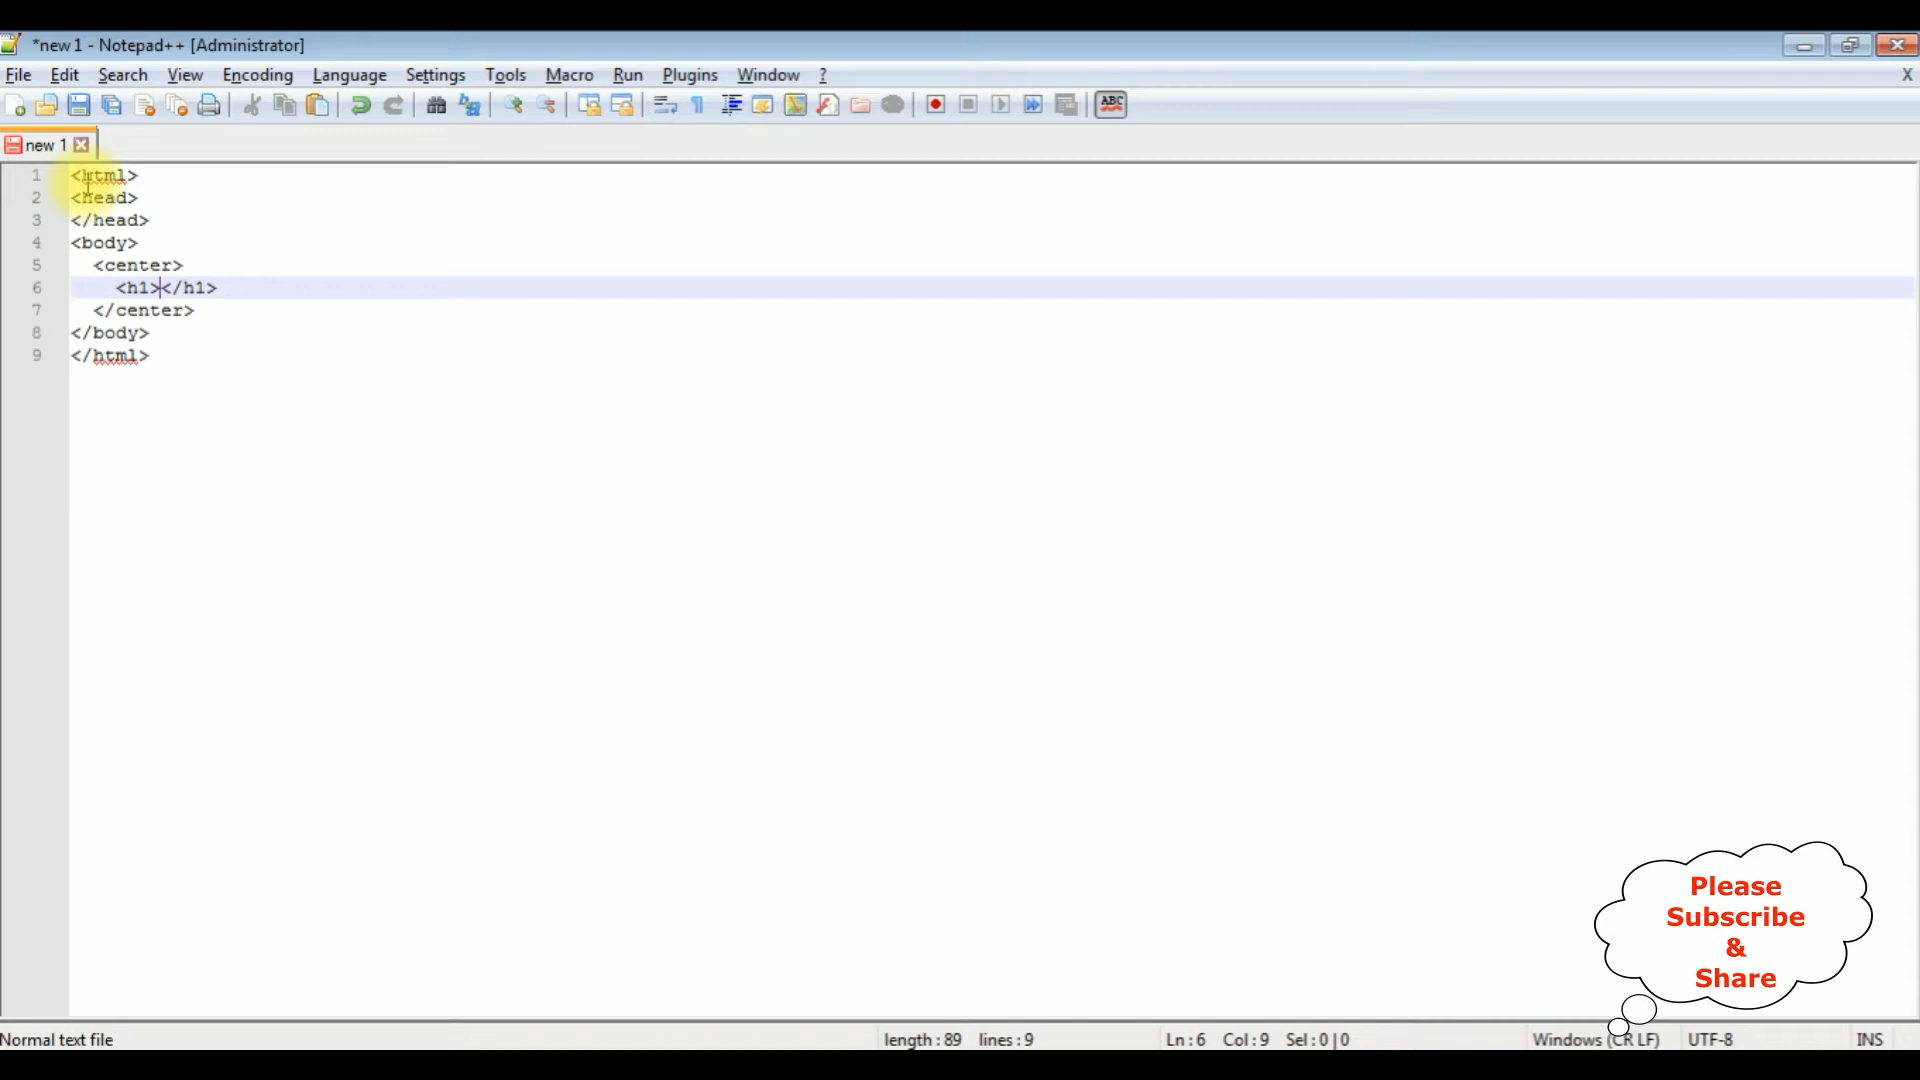 *new 1 - Notepad++ [Administrator]
File Edit Search View Encoding Language Settings Tools Macro Run Plugins Window ? X
ABC
new 1
1 <html>
2 <head>
3 </head>
4 <body>
5 <center>
6 <h1></h1>
7 </center>
8 </body>
9 </html>
Please
Subscribe
&
Share
Normal text file length : 89 lines : 9 Ln : 6 Col : 9 Sel : 0 | 0 Windows (CR LF) UTF-8 INS